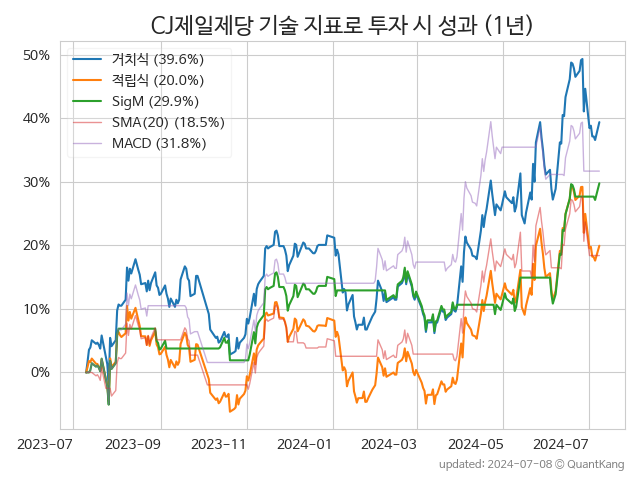 CJ제일제당 기술 지표로 투자 시 성과 (1년)
거치식 (39.6%)
적립식 (20.0%)
SigM (29.9%)
SMA(20) (18.5%)
MACD (31.8%)
50%
40%
30%
20%
10%
0%
2023-07 2023-09 2023-11 2024-01 2024-03 2024-05 2024-07
updated: 2024-07-08 ⓒ QuantKang